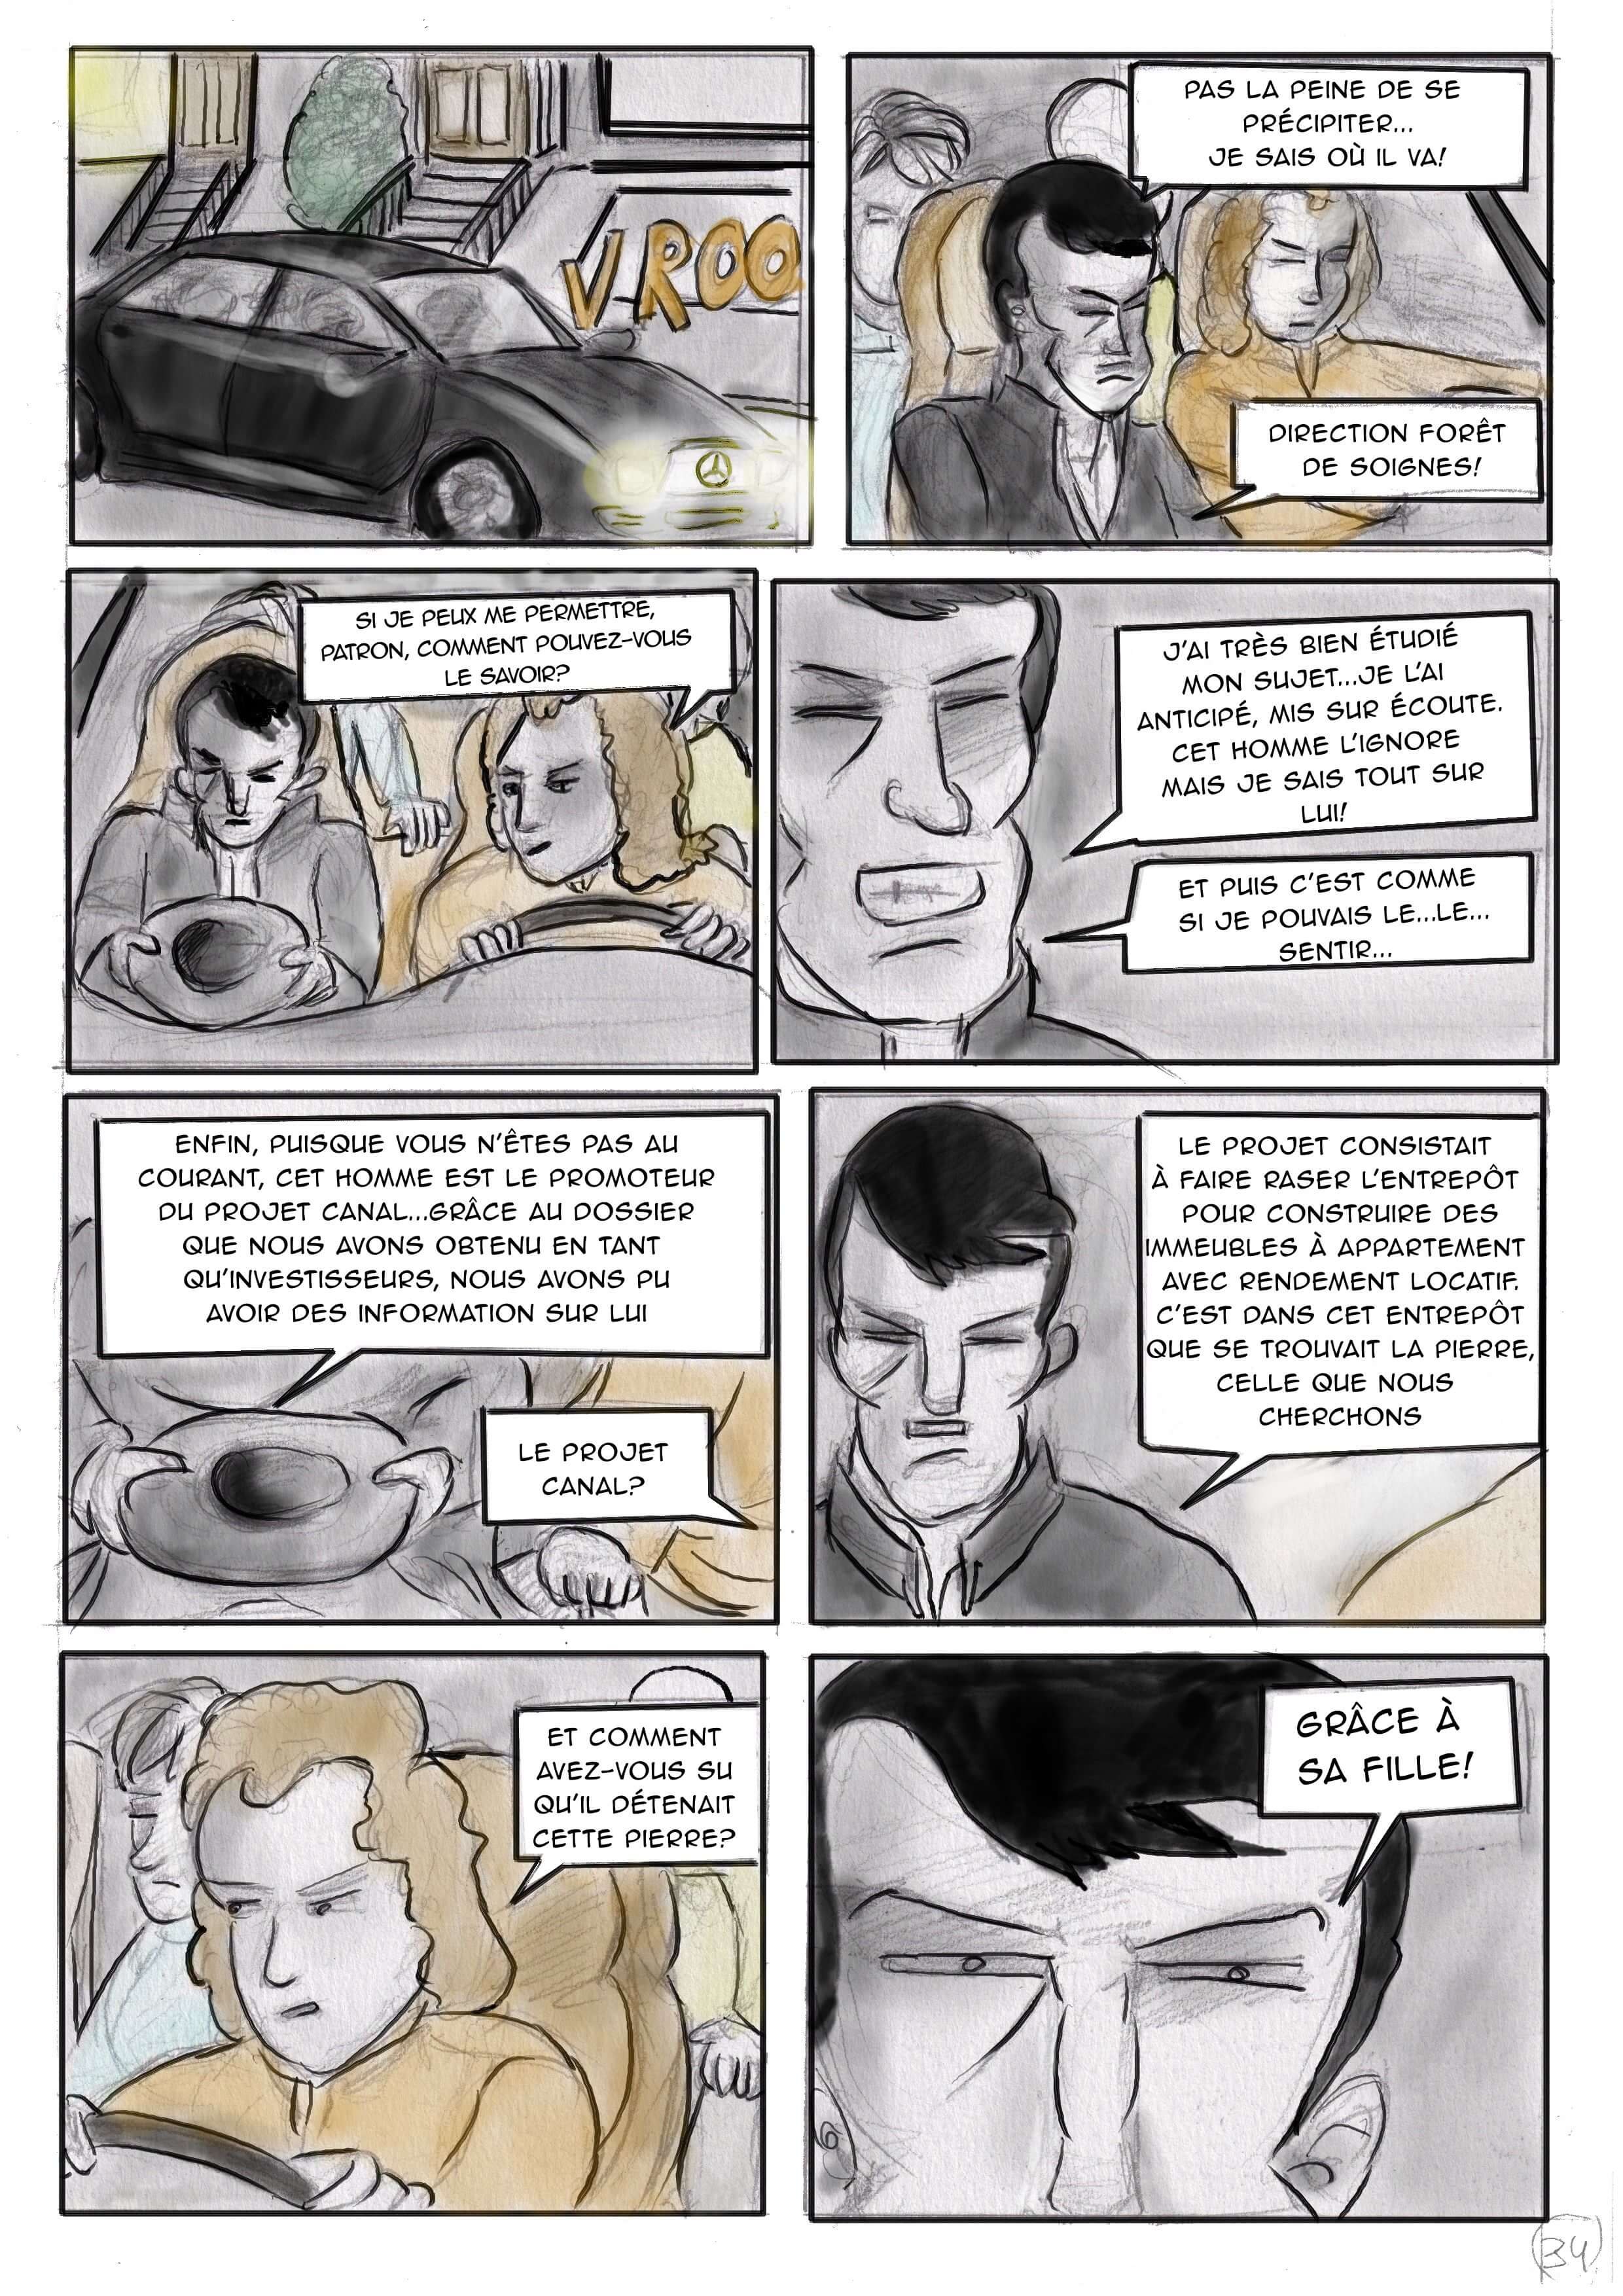 VROO
PAS LA PEINE DE SE
PRÉCIPITER...
JE SAIS OÙ IL VA!
DIRECTION FORÊT
DE SOIGNES!
SI JE PEUX ME PERMETTRE,
PATRON, COMMENT POUVEZ-VOUS
LE SAVOIR?
J'AI TRÈS BIEN ÉTUDIÉ
MON SUJET...JE L'AI
ANTICIPÉ, MIS SUR ÉCOUTE.
CET HOMME L'IGNORE
MAIS JE SAIS TOUT SUR
LUI!
ET PUIS C'EST COMME
SI JE POUVAIS LE...LE...
SENTIR...
ENFIN, PUISQUE VOUS N'ÊTES PAS AU
COURANT, CET HOMME EST LE PROMOTEUR
DU PROJET CANAL...GRÂCE AU DOSSIER
QUE NOUS AVONS OBTENU EN TANT
QU'INVESTISSEURS, NOUS AVONS PU
AVOIR DES INFORMATION SUR LUI
LE PROJET
CANAL?
LE PROJET CONSISTAIT
À FAIRE RASER L'ENTREPÔT
POUR CONSTRUIRE DES
IMMEUBLES À APPARTEMENT
AVEC RENDEMENT LOCATIF.
C'EST DANS CET ENTREPÔT
QUE SE TROUVAIT LA PIERRE,
CELLE QUE NOUS
CHERCHONS
ET COMMENT
AVEZ-VOUS SU
QU'IL DÉTENAIT
CETTE PIERRE?
GRÂCE À
SA FILLE!
34